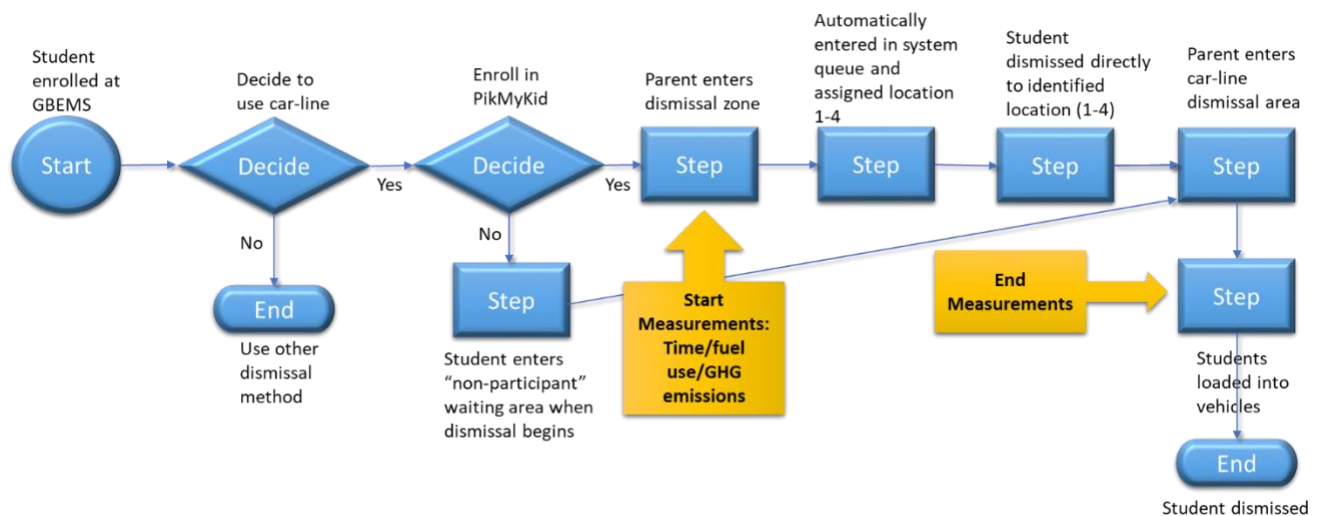 Student
enrolled at
GBEMS
Start
Decide to
use car-line
Decide
Yes
No
End
Use other
dismissal
method
Enroll in
PikMyKid
Decide
Yes
No
Step
Student enters
“non-participant”
waiting area when
dismissal begins
Parent enters
dismissal zone
Step
Start
Measurements:
Time/fuel
use/GHG
emissions
Automatically
entered in system
queue and
assigned location
1-4
Step
Student
dismissed directly
to identified
location (1-4)
Step
Parent enters
car-line
dismissal area
Step
End
Measurements
Step
Students
loaded into
vehicles
End
Student dismissed